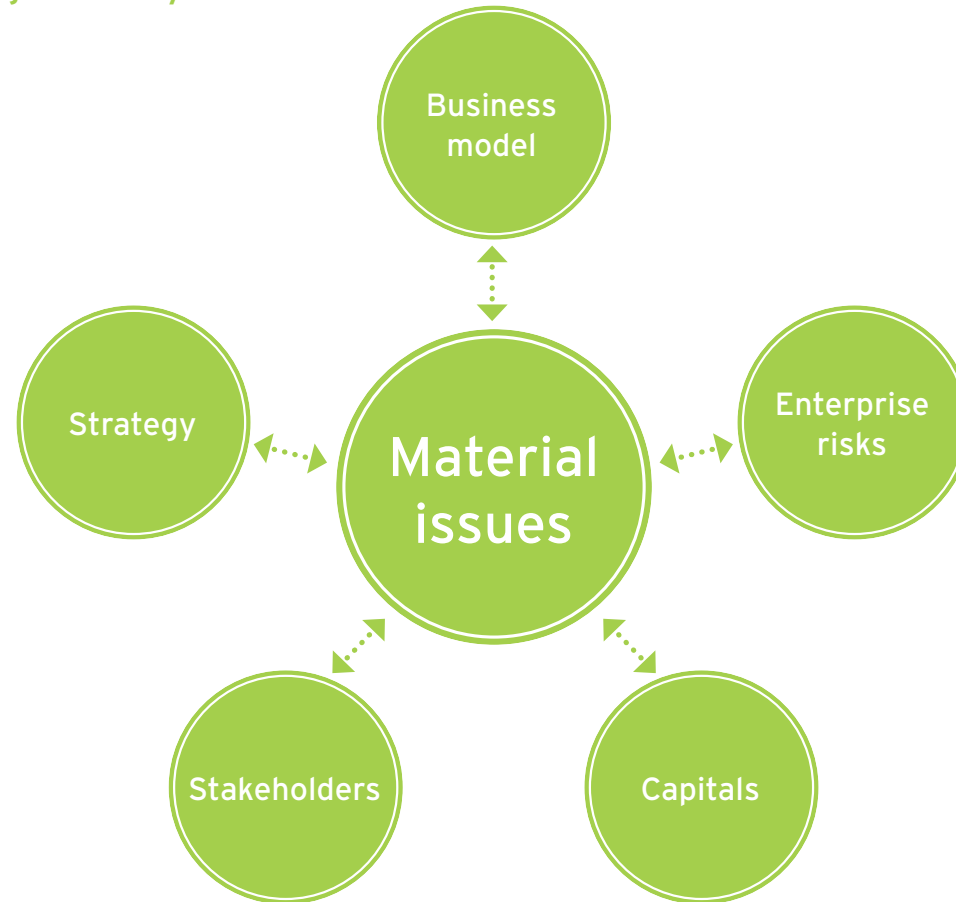 Business
model
Strategy
Enterprise
risks
Material
issues
Stakeholders
Capitals